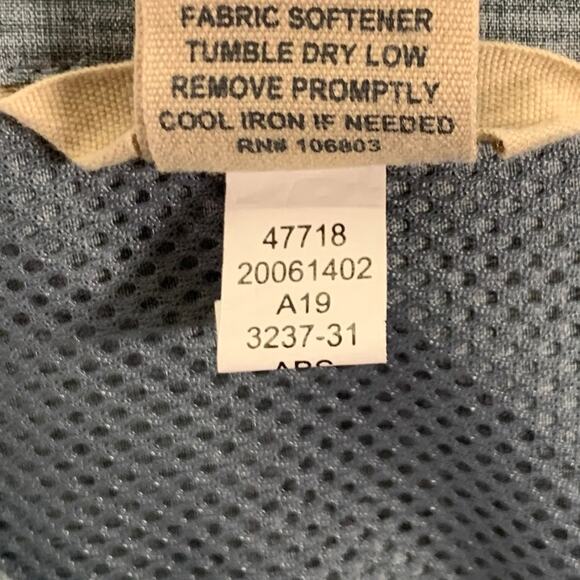 FABRIC SOFTENER
TUMBLE DRY LOW
REMOVE PROMPTLY
COOL IRON IF NEEDED
RN# 106803
47718
20061402
A19
3237-31